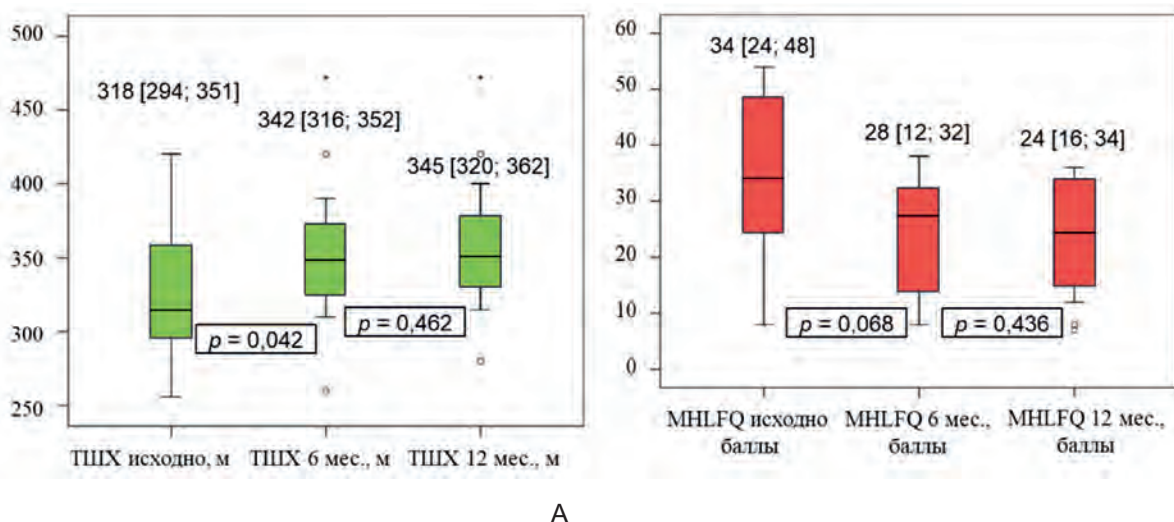 500
450
400
350
300
250
318 [294; 351]
342 [316; 352]
345 [320; 362]
p = 0,042
p = 0,462
ТШХ исходно, м
ТШХ 6 мес., м
ТШХ 12 мес., м
60
50
40
30
20
10
0
34 [24; 48]
28 [12; 32]
24 [16; 34]
p = 0,068
p = 0,436
MHLFQ исходно
баллы
MHLFQ 6 мес.,
баллы
MHLFQ 12 мес.,
баллы
А